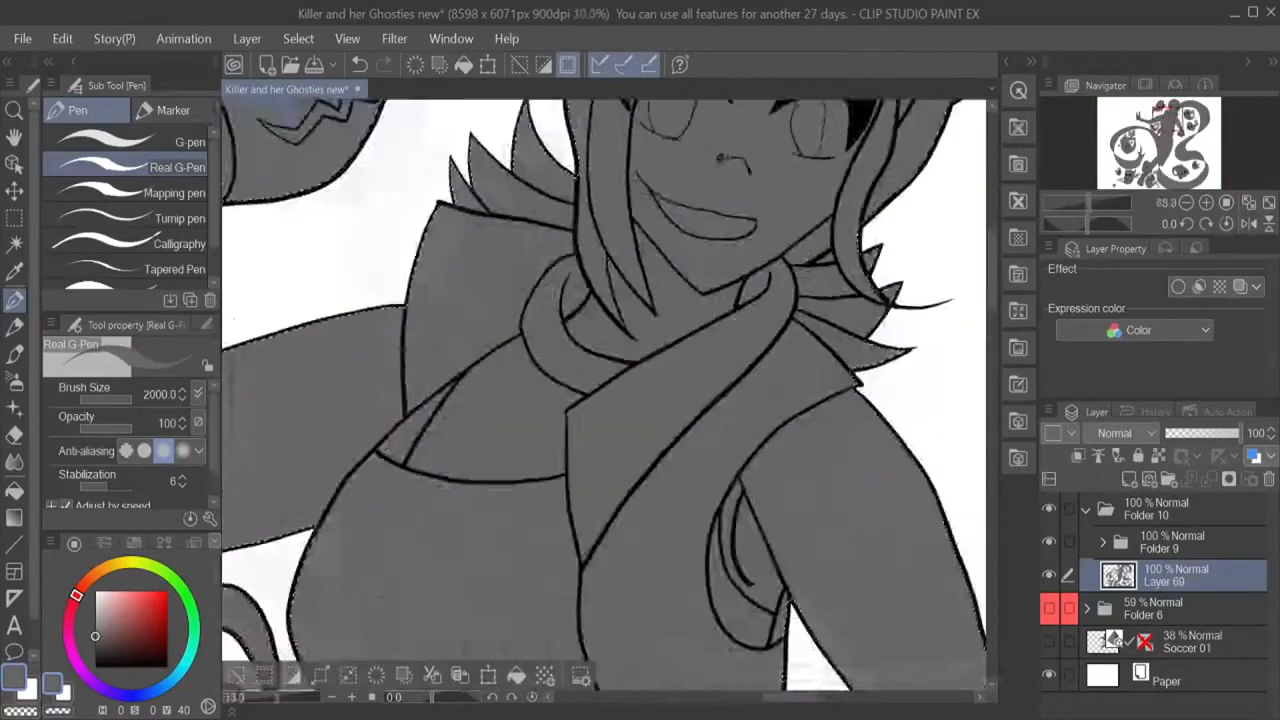 Killer and her Ghosties new* (8598 x 6071px 900dpi 10.0%)  You can use all features for another 27 days. - CLIP STUDIO PAINT EX
File Edit Story(P) Animation Layer Select View Filter Window Help
Sub Tool [Pen]
Killer and her Ghosties new*
Navigator
Pen Marker
G-pen
Real G-Pen
Mapping pen
Turnip pen
Calligraphy
Tapered Pen
Tool property [Real G-P
Real G-Pen
Brush Size 2000.0
Opacity 100
Anti-aliasing
Stabilization
6
Adjust by speed
H 0 S 0 V 40
0.0
0.0
Layer Property
Effect
Expression color
Color
Layer History Auto Action
Normal 100
100 % Normal
Folder 10
100 % Normal
Folder 9
100 % Normal
Layer 69
59 % Normal
Folder 6
38 % Normal
Soccer 01
Paper